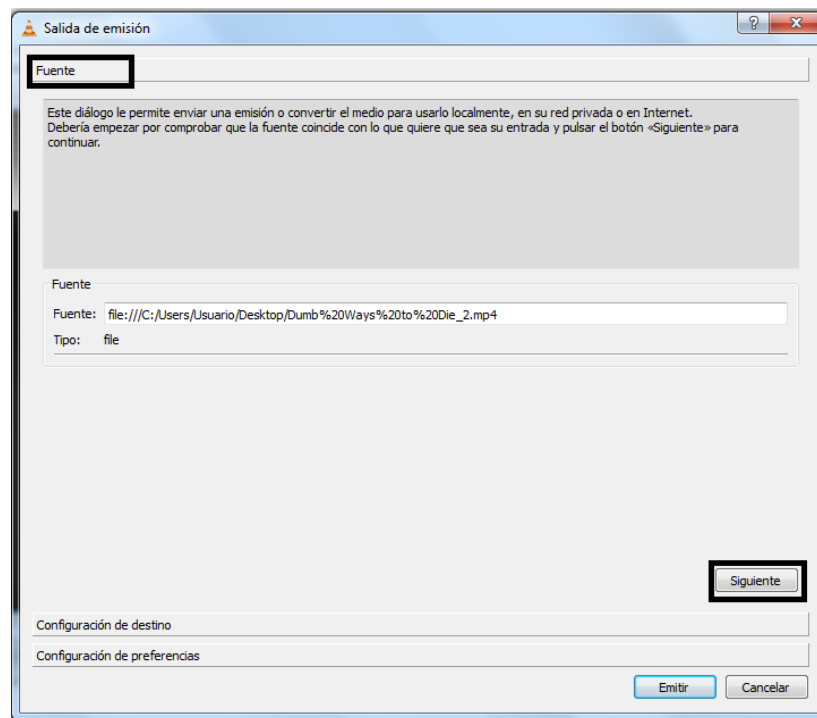 Salida de emisión
Fuente
Este diálogo le permite enviar una emisión o convertir el medio para usarlo localmente, en su red privada o en Internet.
Debería empezar por comprobar que la fuente coincide con lo que quiere que sea su entrada y pulsar el botón «Siguiente» para
continuar.
Fuente
Fuente: file:///C:/Users/Usuario/Desktop/Dumb%20Ways%20to%20Die_2.mp4
Tipo: file
Siguiente
Configuración de destino
Configuración de preferencias
Emitir Cancelar